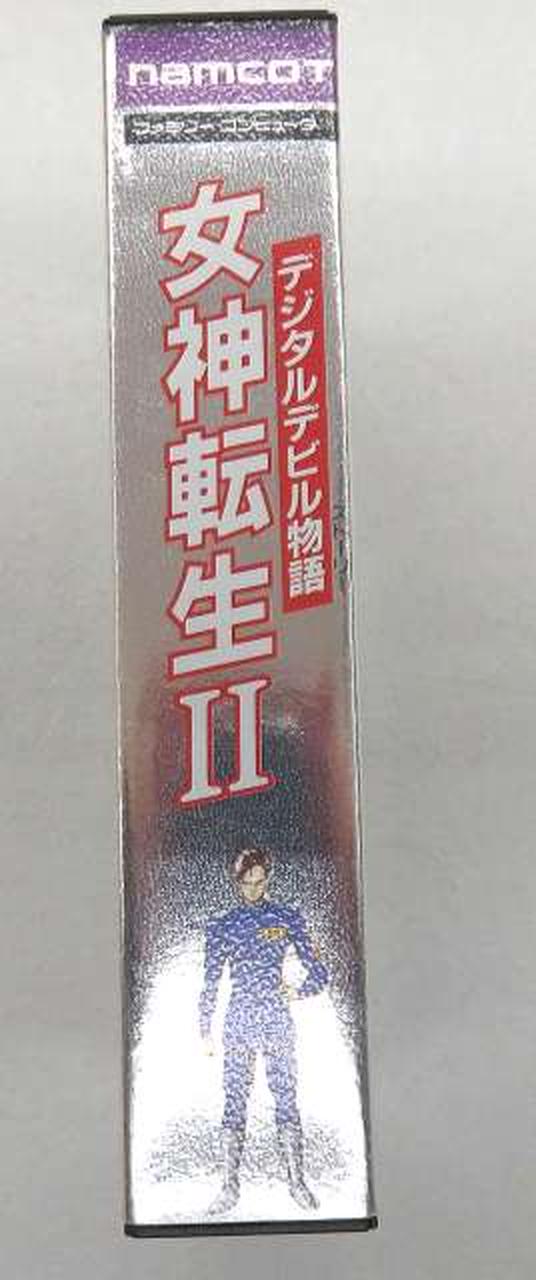 namcot
ファミリーコンピュータ
デジタルデビル物語
女神転生II